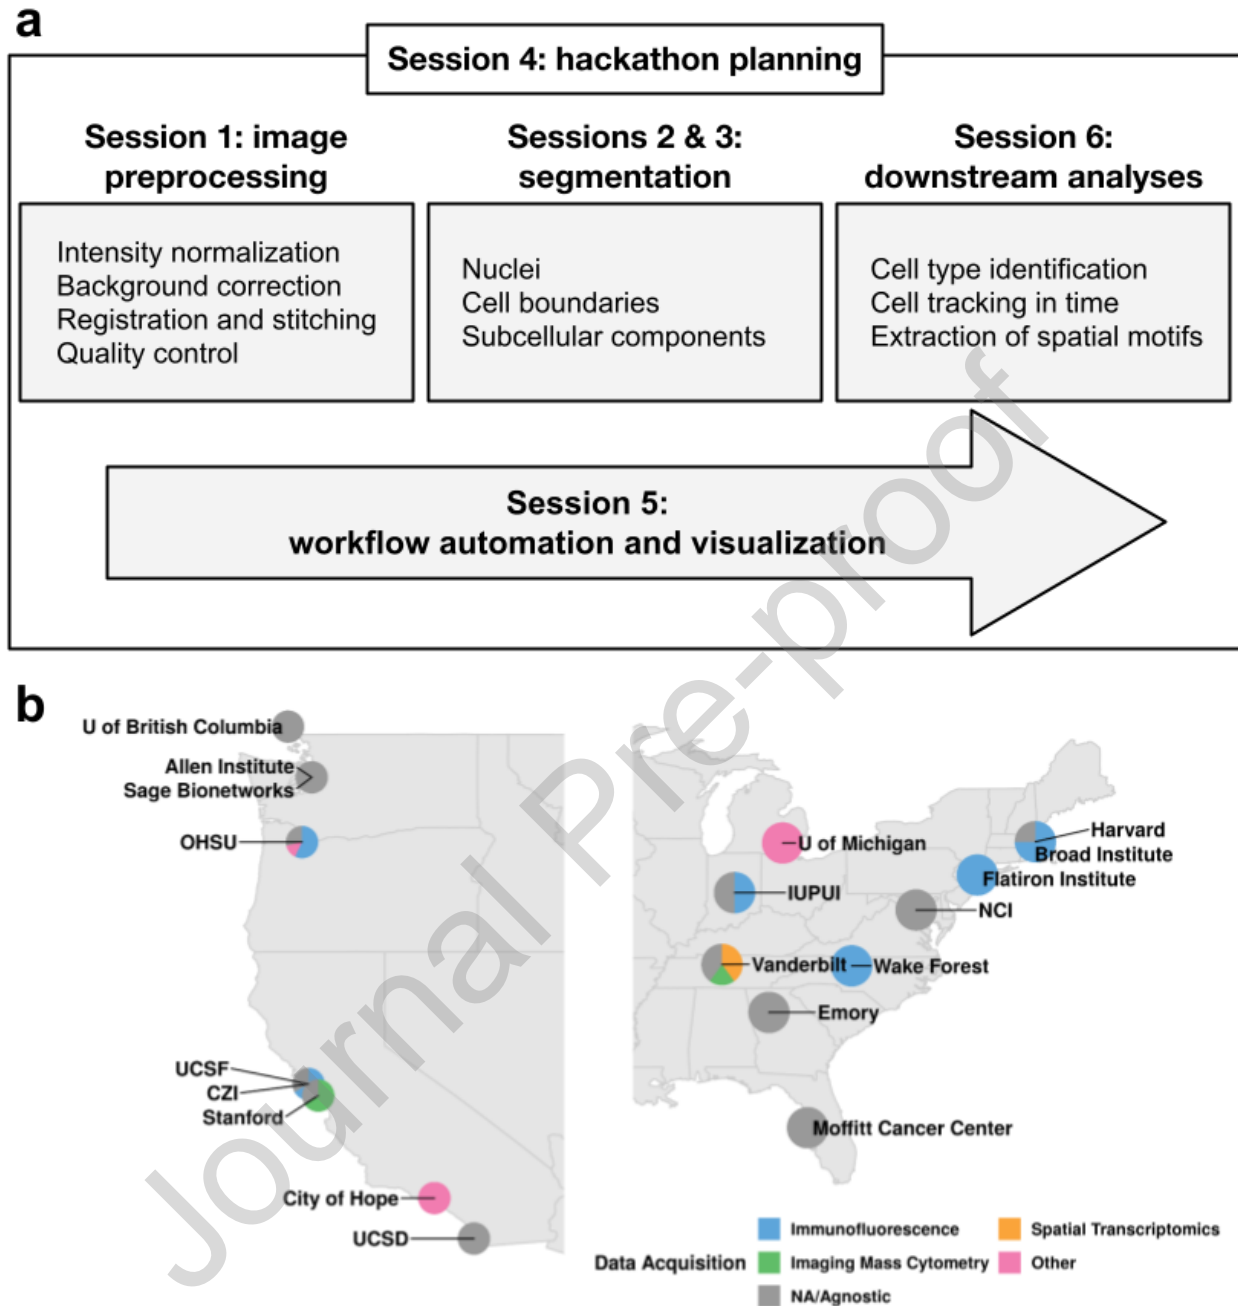 a
Session 4: hackathon planning
Session 1: image
preprocessing
Intensity normalization
Background correction
Registration and stitching
Quality control
Sessions 2 & 3:
segmentation
Nuclei
Cell boundaries
Subcellular components
Session 6:
downstream analyses
Cell type identification
Cell tracking in time
Extraction of spatial motifs
Session 5:
workflow automation and visualization
Journal Pre-proof
b
U of British Columbia
Allen Institute
Sage Bionetworks
OHSU
UCSF
CZI
Stanford
City of Hope
UCSD
U of Michigan
Harvard
Broad Institute
Flatiron Institute
IUPUI
NCI
Vanderbilt
Wake Forest
Emory
Moffitt Cancer Center
Data Acquisition
Immunofluorescence
Imaging Mass Cytometry
NA/Agnostic
Spatial Transcriptomics
Other